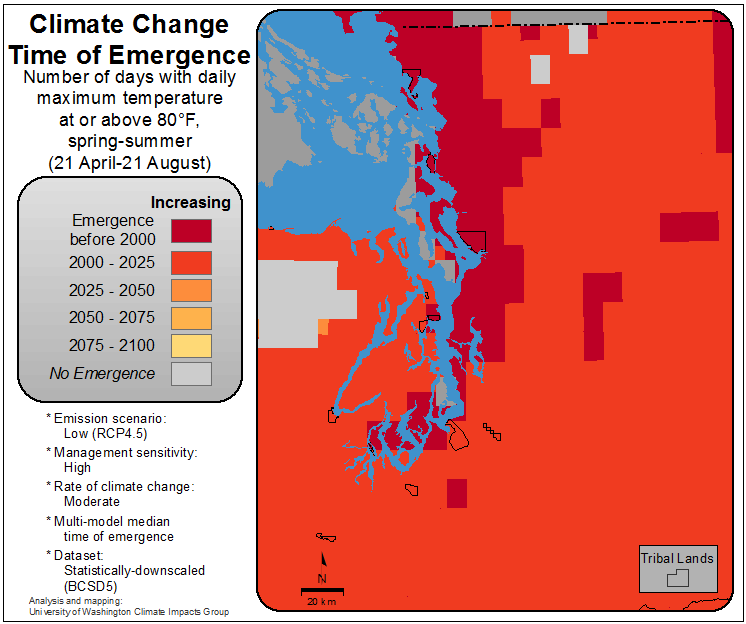 Climate Change
Time of Emergence
Number of days with daily
maximum temperature
at or above 80°F,
spring-summer
(21 April-21 August)
Increasing
Emergence
before 2000
2000 - 2025
2025 - 2050
2050 - 2075
2075 - 2100
No Emergence
* Emission scenario:
Low (RCP4.5)
* Management sensitivity:
High
* Rate of climate change:
Moderate
* Multi-model median
time of emergence
* Dataset:
Statistically-downscaled
(BCSD5)
Analysis and mapping:
University of Washington Climate Impacts Group
N
20 km
Tribal Lands